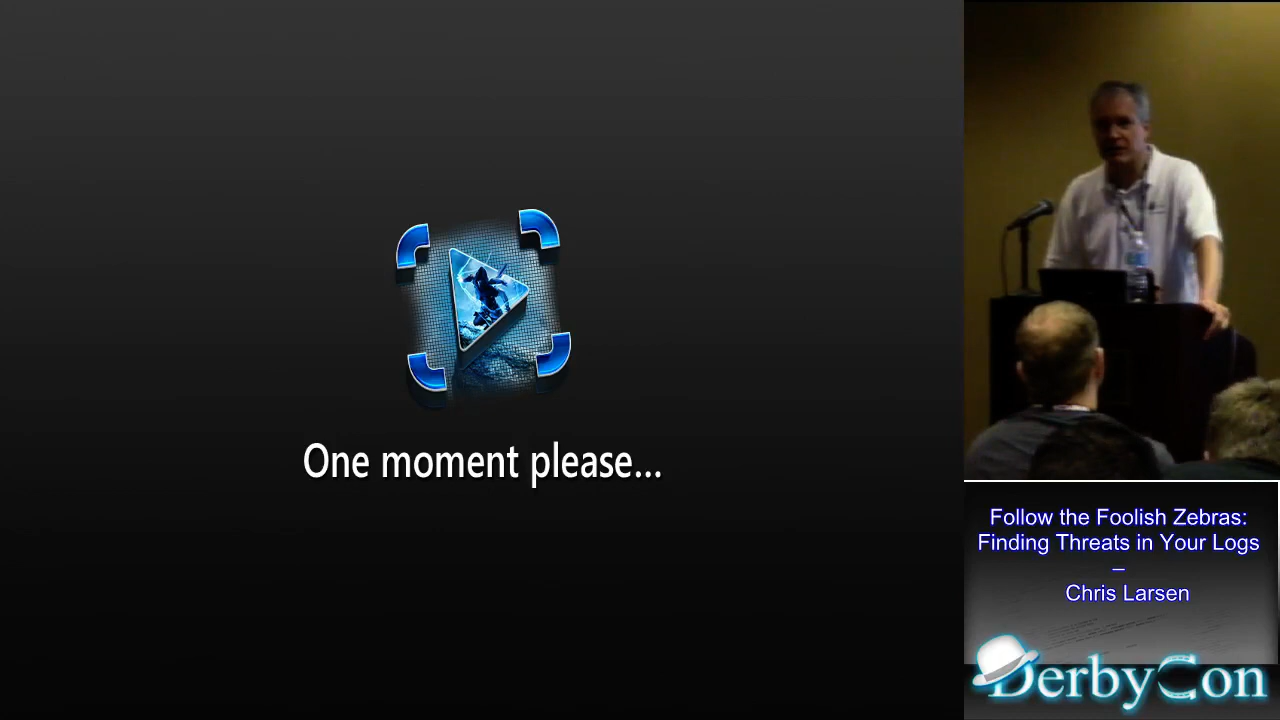 One moment please...
Follow the Foolish Zebras:
Finding Threats in Your Logs
–
Chris Larsen
DerbyCon